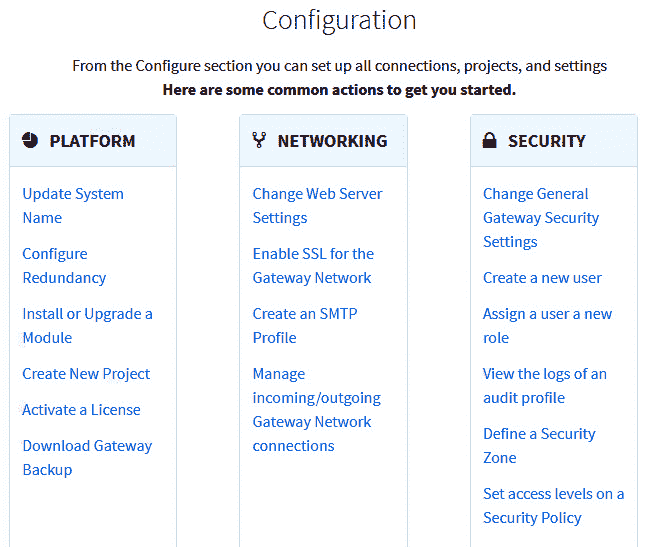 Configuration
From the Configure section you can set up all connections, projects, and settings
Here are some common actions to get you started.
PLATFORM
Update System
Name
Configure
Redundancy
Install or Upgrade a
Module
Create New Project
Activate a License
Download Gateway
Backup
NETWORKING
Change Web Server
Settings
Enable SSL for the
Gateway Network
Create an SMTP
Profile
Manage
incoming/outgoing
Gateway Network
connections
SECURITY
Change General
Gateway Security
Settings
Create a new user
Assign a user a new
role
View the logs of an
audit profile
Define a Security
Zone
Set access levels on a
Security Policy